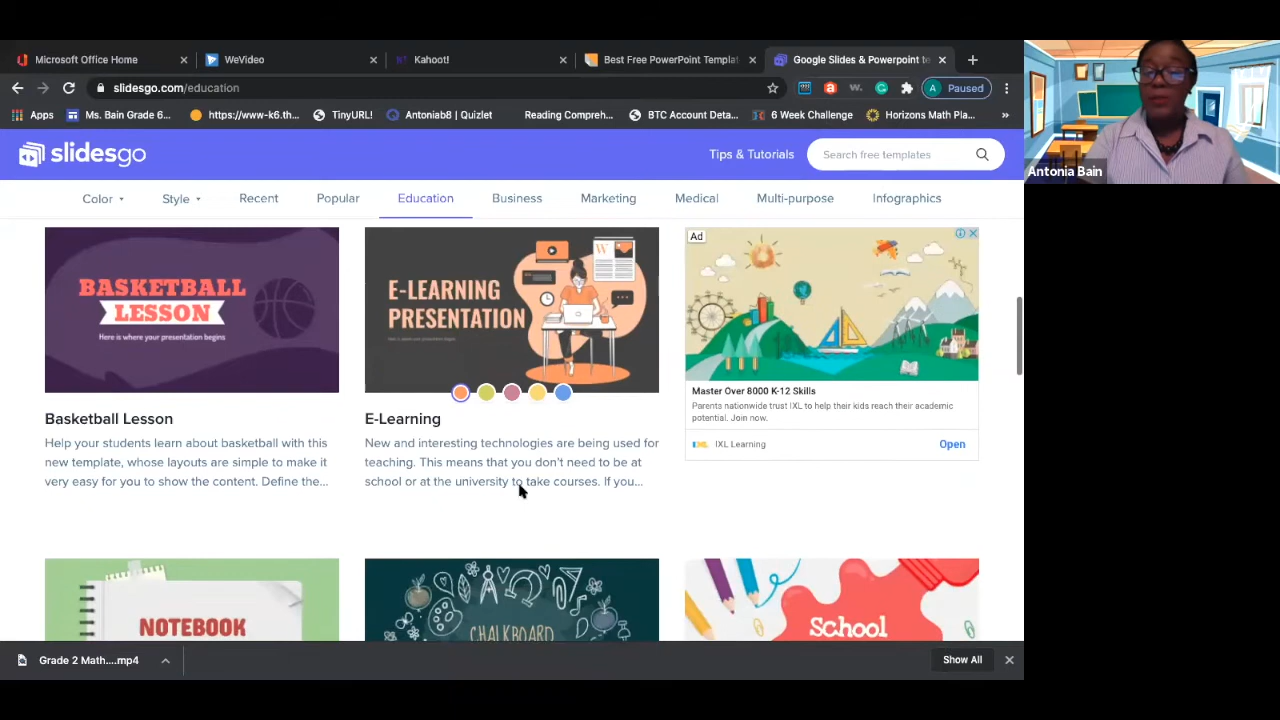 Microsoft Office Home
WeVideo
Kahoot!
Best Free PowerPoint Templat
Google Slides & Powerpoint te
slidesgo.com/education
A Paused
Apps
Ms. Bain Grade 6...
https://www-k6.th...
TinyURL!
AntoniaB8 | Quizlet
Reading Compreh...
BTC Account Deta...
6 Week Challenge
Horizons Math Pla...
»
slidesgo
Tips & Tutorials
Search free templates
Antonia Bain
Color
Style
Recent
Popular
Education
Business
Marketing
Medical
Multi-purpose
Infographics
BASKETBALL
LESSON
Here is where your presentation begins
E-LEARNING
PRESENTATION
W
Ad
Master Over 8000 K-12 Skills
Parents nationwide trust IXL to help their kids reach their academic
potential. Join now.
IXL Learning
Open
Basketball Lesson
Help your students learn about basketball with this
new template, whose layouts are simple to make it
very easy for you to show the content. Define the...
E-Learning
New and interesting technologies are being used for
teaching. This means that you don't need to be at
school or at the university to take courses. If you...
NOTEBOOK
CHALKBOARD
School
Grade 2 Math....mp4
Show All